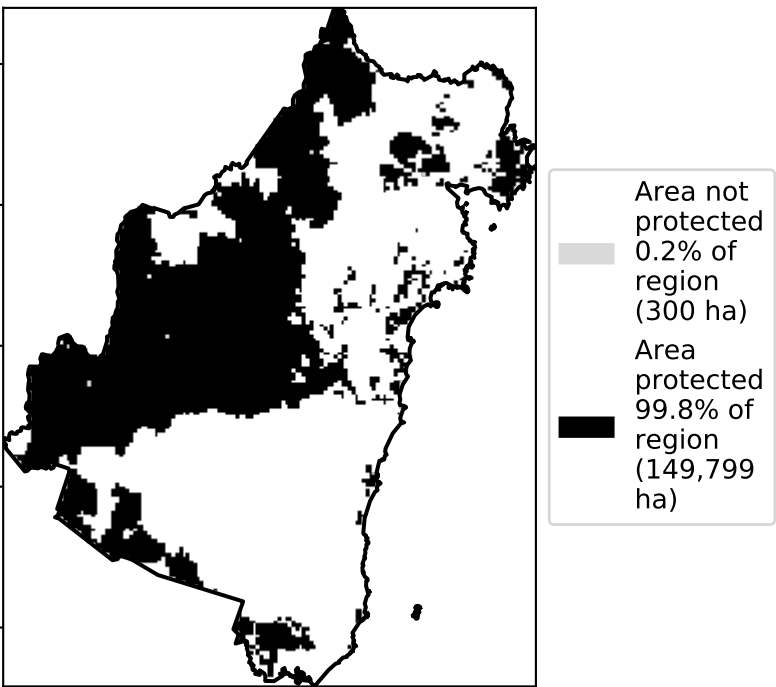 Area not
protected
0.2% of
region
(300 ha)
Area
protected
99.8% of
region
(149,799
ha)